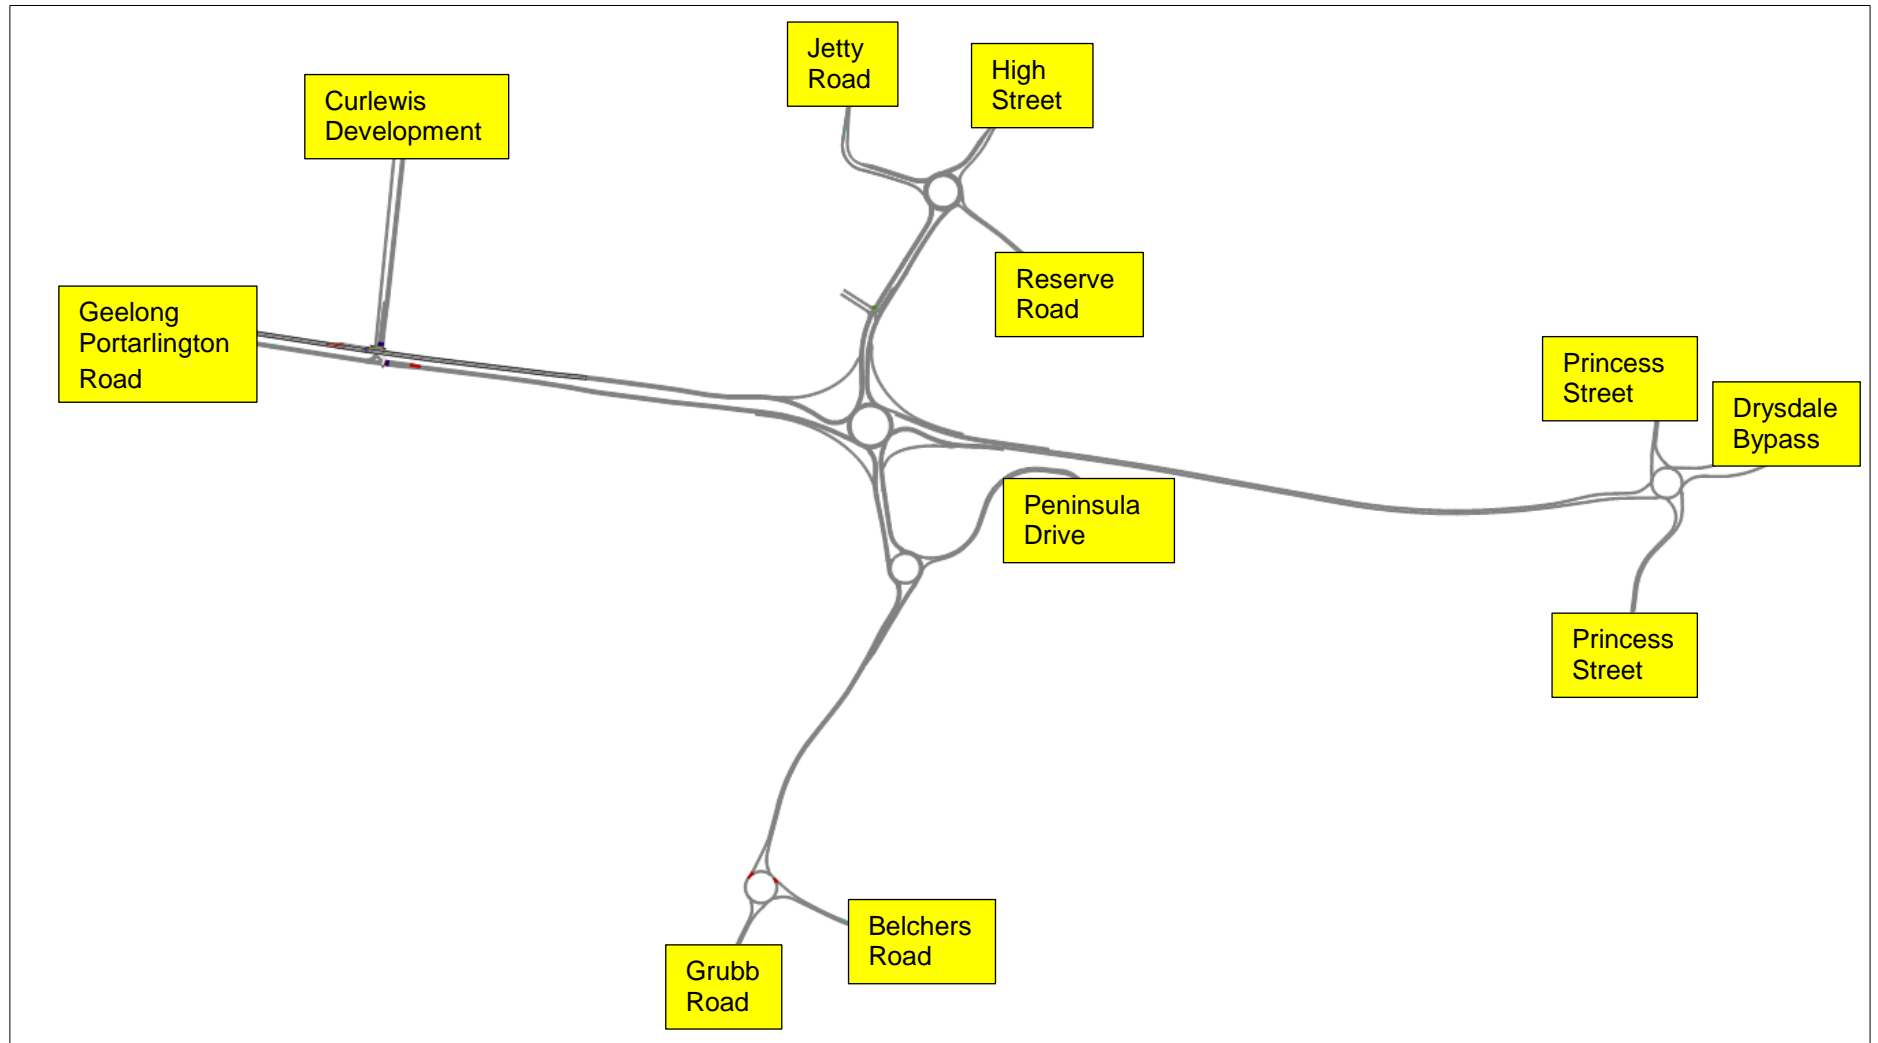 Jetty
Road
High
Street
Curlewis
Development
Reserve
Road
Geelong
Portarlington
Road
Princess
Street
Drysdale
Bypass
Peninsula
Drive
Princess
Street
Belchers
Road
Grubb
Road